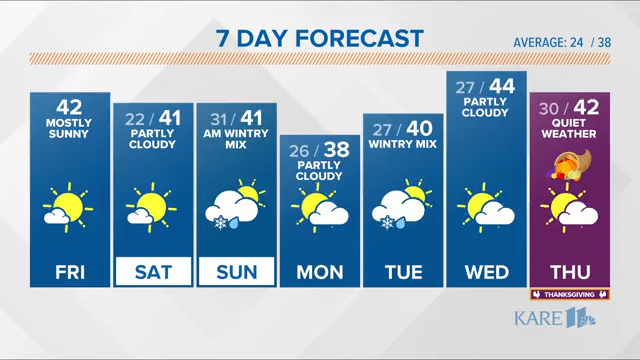 7 DAY FORECAST
AVERAGE: 24 / 38
42
MOSTLY
SUNNY
FRI
22 / 41
PARTLY
CLOUDY
SAT
31 / 41
AM WINTRY
MIX
SUN
26 / 38
PARTLY
CLOUDY
MON
27 / 40
WINTRY MIX
TUE
27 / 44
PARTLY
CLOUDY
WED
30 / 42
QUIET
WEATHER
THU
THANKSGIVING
KARE 11